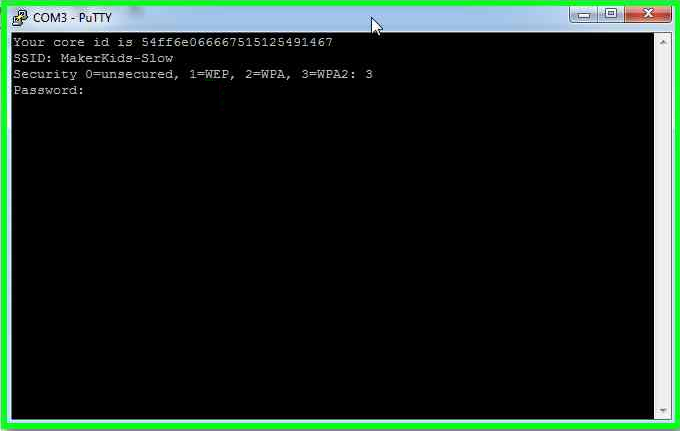 COM3 - PuTTY
Your core id is 54ff6e066667515125491467
SSID: MakerKids-Slow
Security 0=unsecured, 1=WEP, 2=WPA, 3=WPA2: 3
Password: